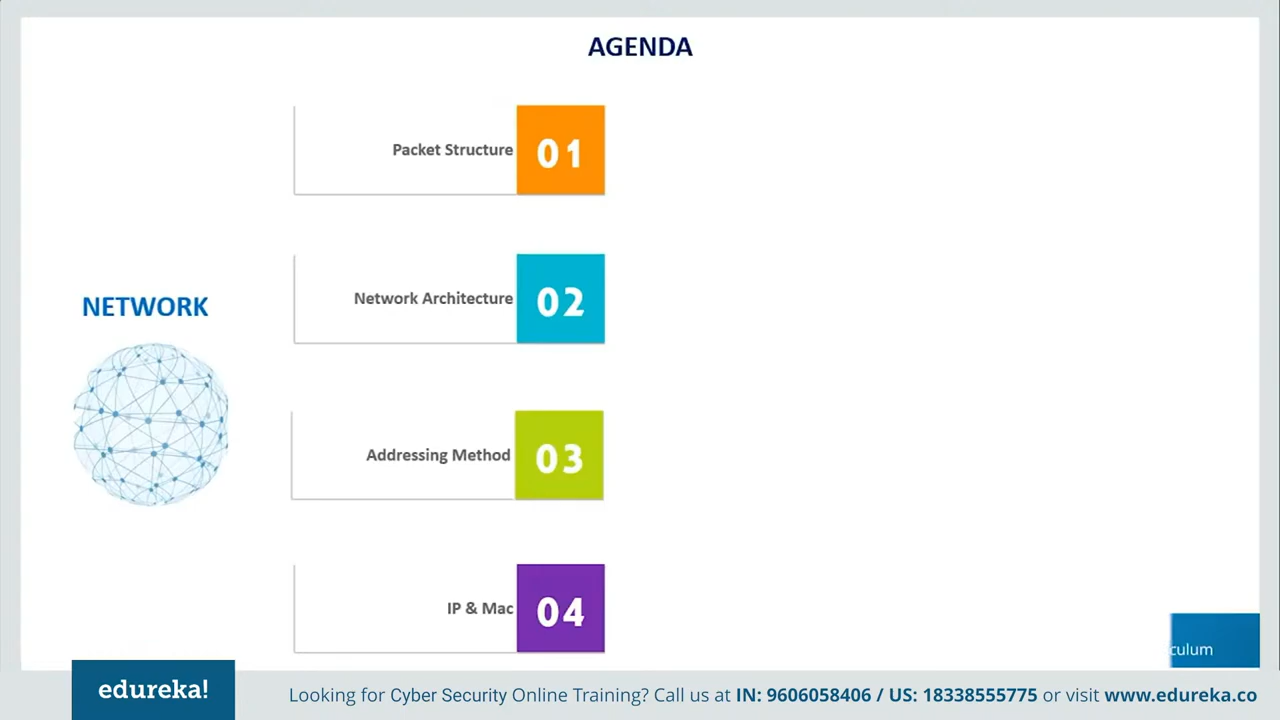 AGENDA
Packet Structure 01
Network Architecture 02
NETWORK
Addressing Method 03
IP & Mac 04
culum
edureka!
Looking for Cyber Security Online Training? Call us at IN: 9606058406 / US: 18338555775 or visit www.edureka.co